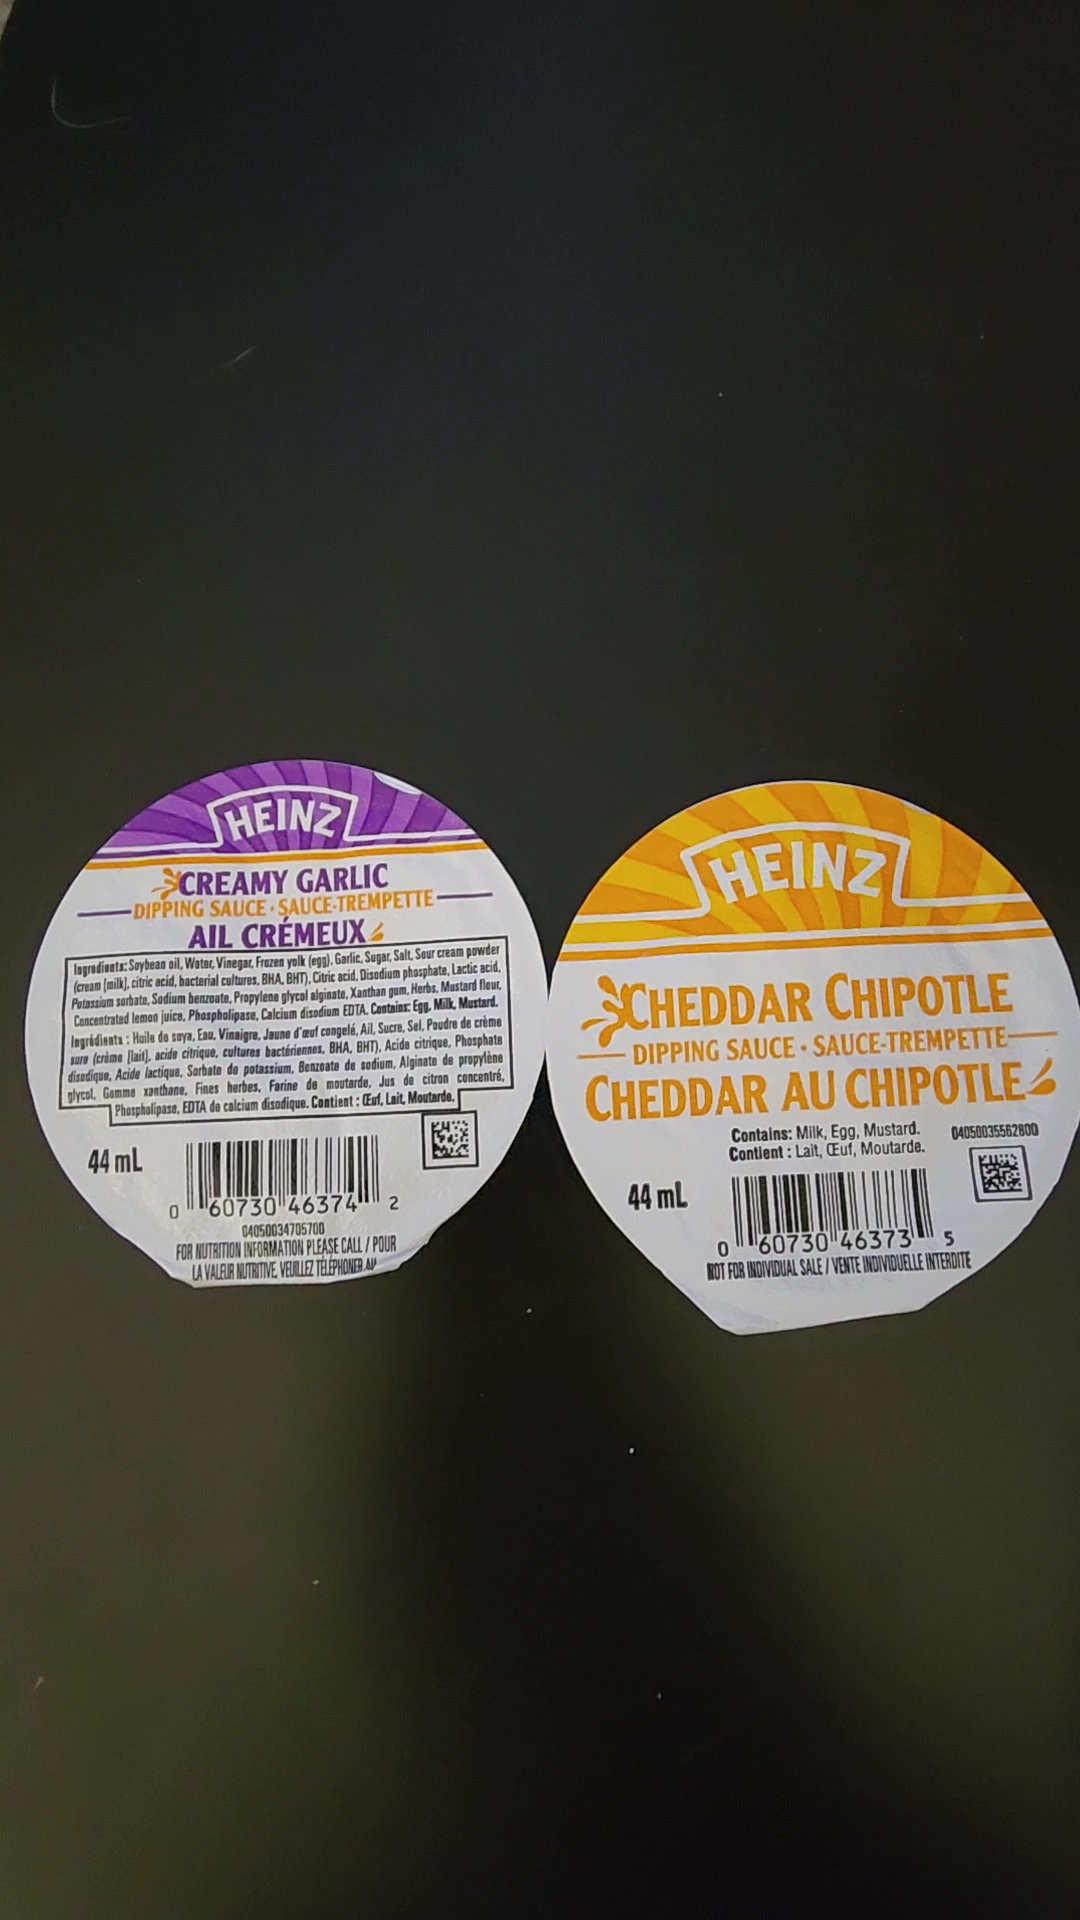 HEINZ
CREAMY GARLIC
DIPPING SAUCE • SAUCE-TREMPETTE
AIL CRÉMEUX
Ingredients: Soybean oil, Water, Vinegar, Frozen yolk (egg), Garlic, Sugar, Salt, Sour cream powder
(cream [milk], citric acid, bacterial cultures, BHA, BHT), Citric acid, Disodium phosphate, Lactic acid,
Potassium sorbate, Sodium benzoate, Propylene glycol alginate, Xanthan gum, Herbs, Mustard flour,
Concentrated lemon juice, Phospholipase, Calcium disodium EDTA. Contains: Egg, Milk, Mustard.
Ingrédients : Huile de soya, Eau, Vinaigre, Jaune d'œuf congelé, Ail, Sucre, Sel, Poudre de crème
sure (crème [lait], acide citrique, cultures bactériennes, BHA, BHT), Acide citrique, Phosphate
disodique, Acide lactique, Sorbate de potassium, Benzoate de sodium, Alginate de propylène
glycol, Gomme xanthane, Fines herbes, Farine de moutarde, Jus de citron concentré,
Phospholipase, EDTA de calcium disodique. Contient : Œuf, Lait, Moutarde.
44 mL
0 60730 46374 2
04050034705700
FOR NUTRITION INFORMATION PLEASE CALL / POUR
LA VALEUR NUTRITIVE, VEUILLEZ TÉLÉPHONER AU
HEINZ
CHEDDAR CHIPOTLE
DIPPING SAUCE • SAUCE-TREMPETTE
CHEDDAR AU CHIPOTLE
Contains: Milk, Egg, Mustard.
Contient : Lait, Œuf, Moutarde.
04050035562800
44 mL
0 60730 46373 5
NOT FOR INDIVIDUAL SALE / VENTE INDIVIDUELLE INTERDITE